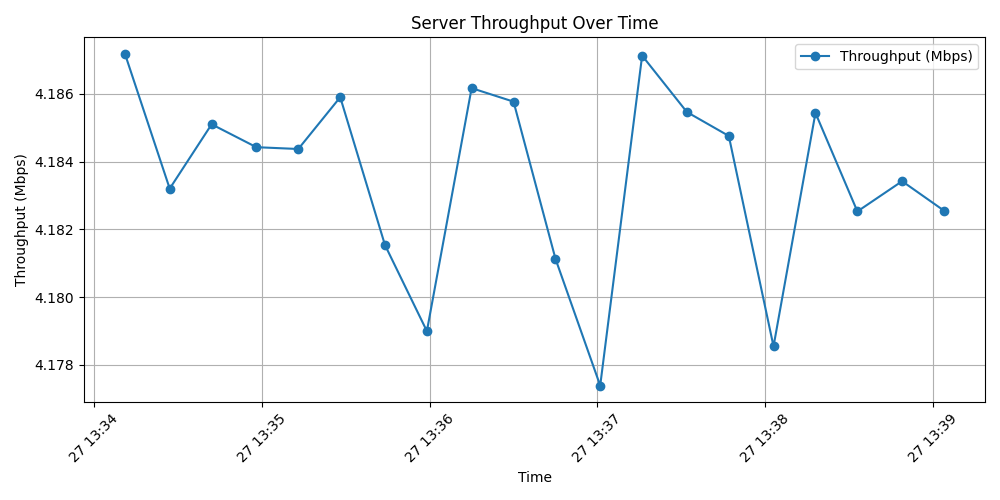 Server Throughput Over Time
Throughput (Mbps)
Throughput (Mbps)
4.186
4.184
4.182
4.180
4.178
27 13:34
27 13:35
27 13:36
27 13:37
27 13:38
27 13:39
Time